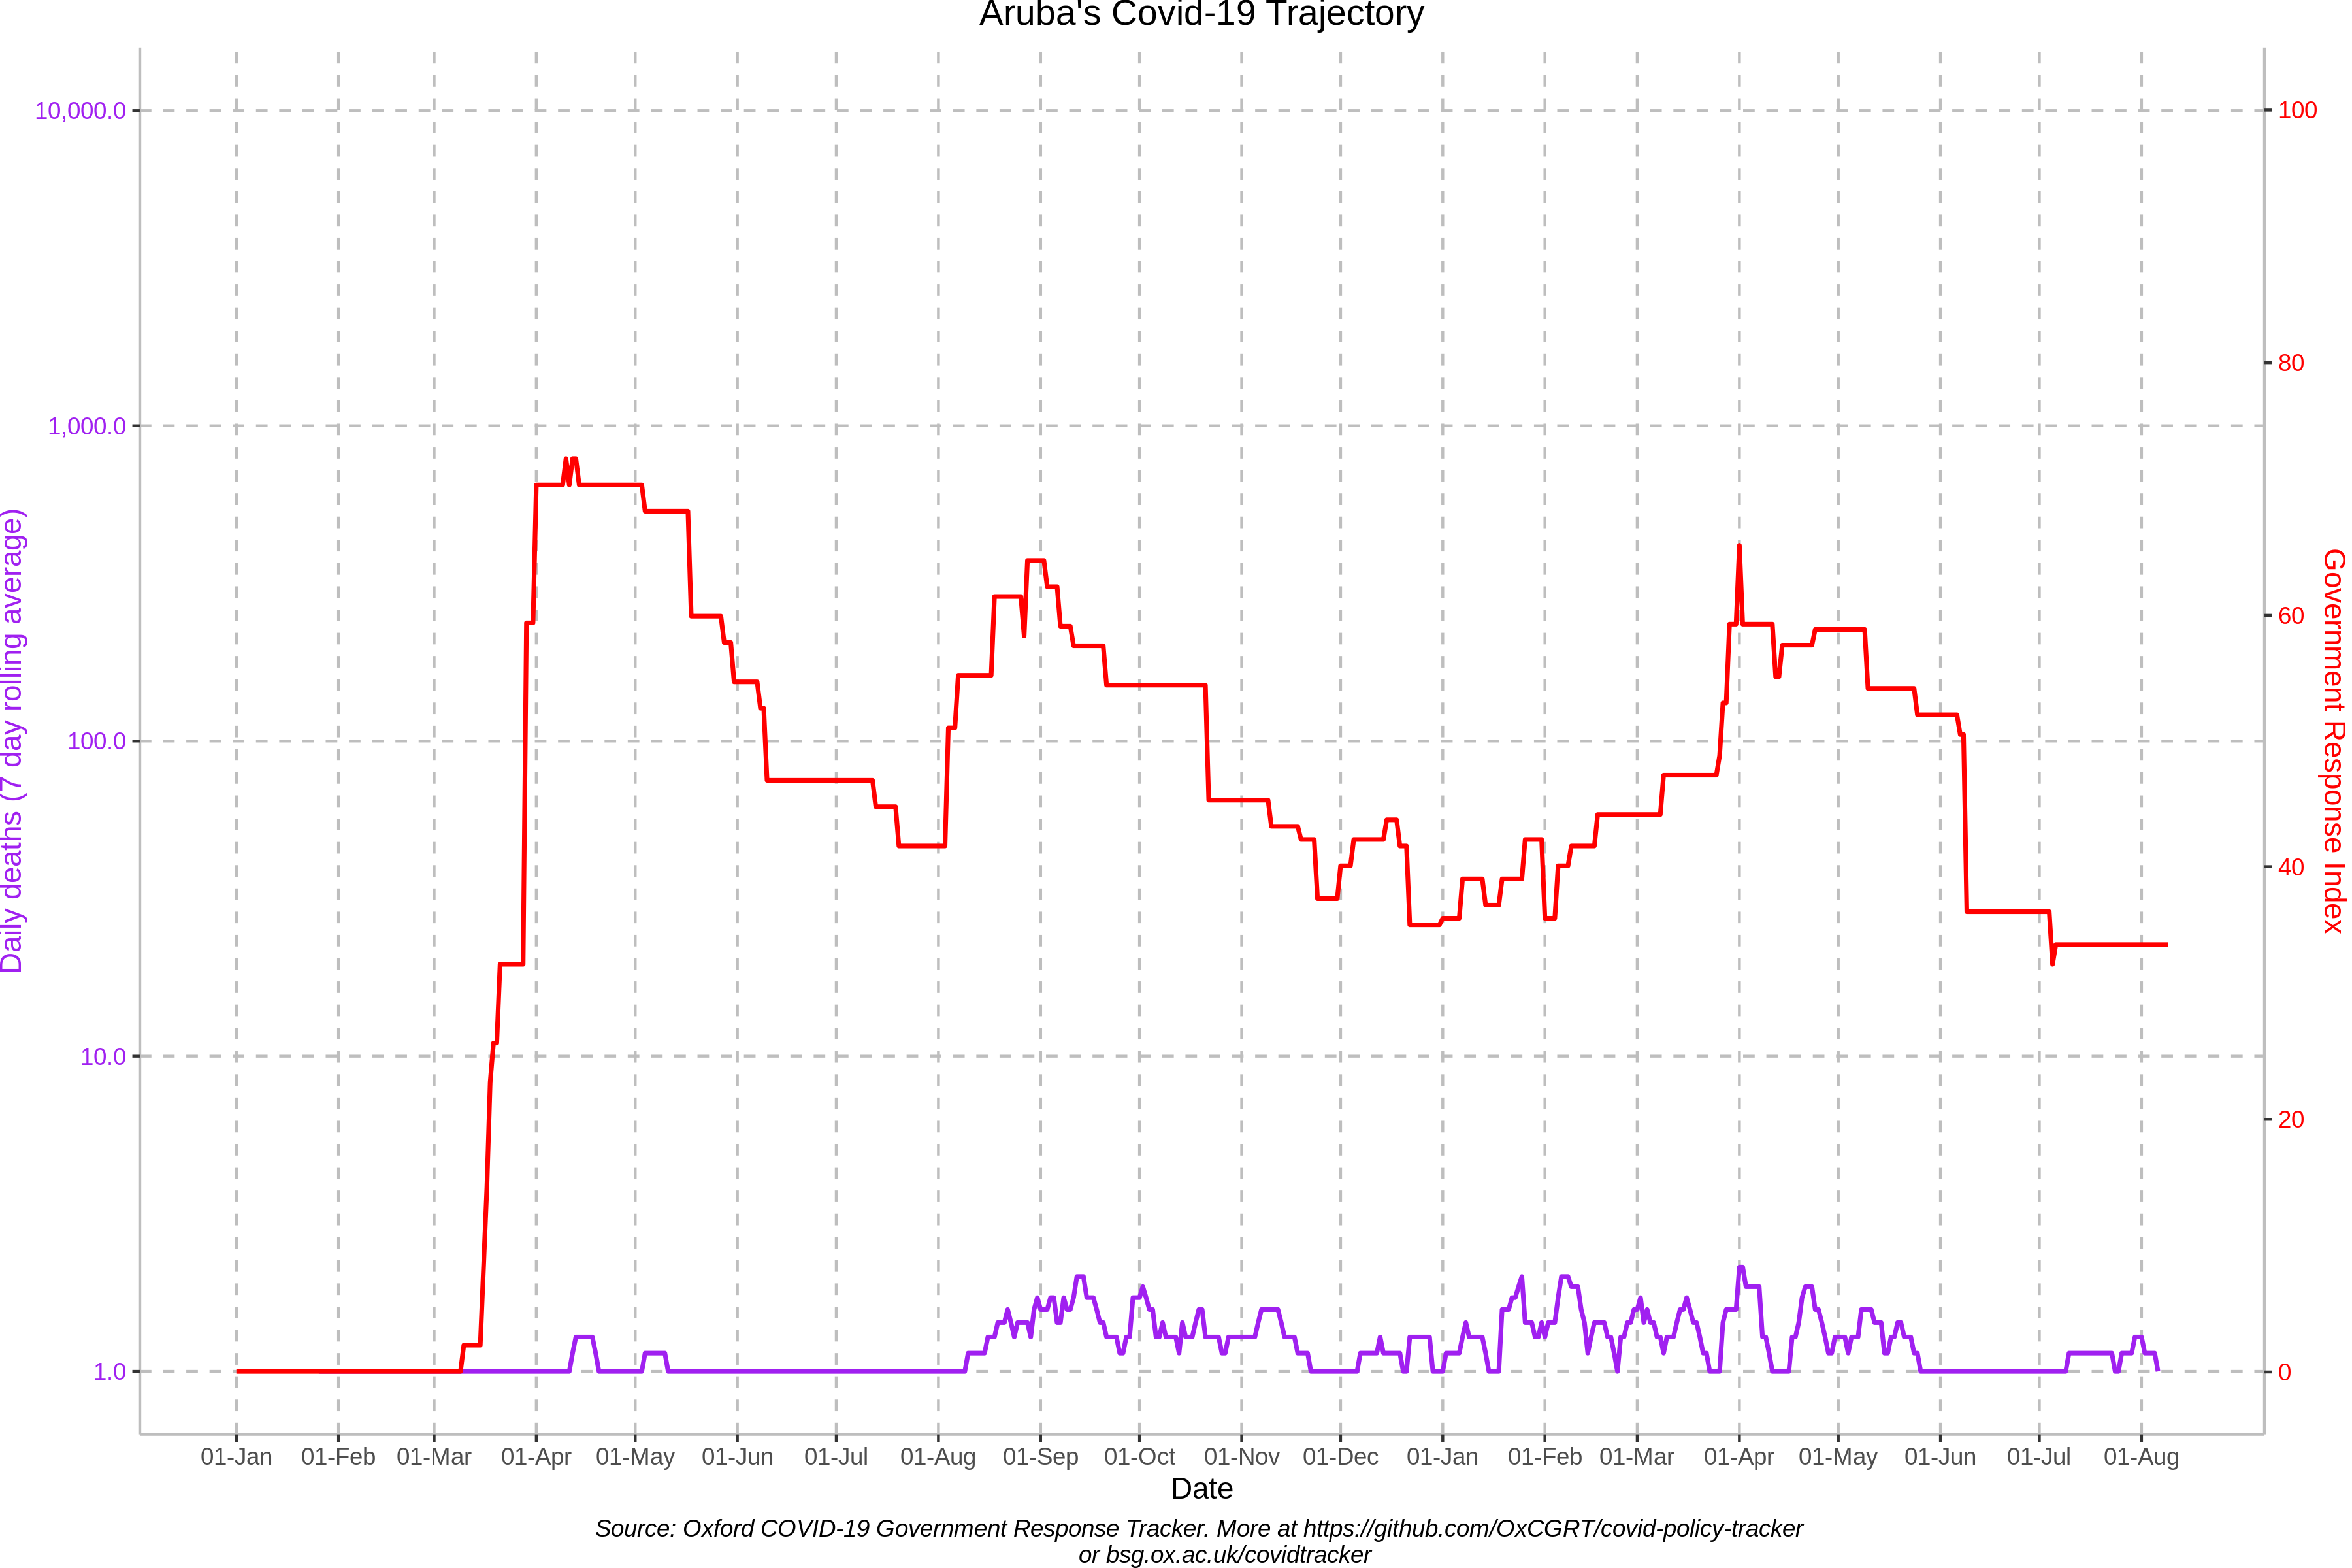 Aruba's Covid-19 Trajectory
10,000.0
1,000.0
100.0
10.0
1.0
Daily deaths (7 day rolling average)
100
80
60
40
20
0
Government Response Index
01-Jan 01-Feb 01-Mar 01-Apr 01-May 01-Jun 01-Jul 01-Aug 01-Sep 01-Oct 01-Nov 01-Dec 01-Jan 01-Feb 01-Mar 01-Apr 01-May 01-Jun 01-Jul 01-Aug
Date
Source: Oxford COVID-19 Government Response Tracker. More at https://github.com/OxCGRT/covid-policy-tracker
or bsg.ox.ac.uk/covidtracker